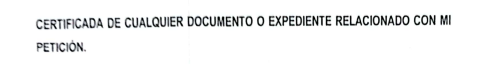 CERTIFICADA DE CUALQUIER DOCUMENTO O EXPEDIENTE RELACIONADO CON MI
PETICIÓN.